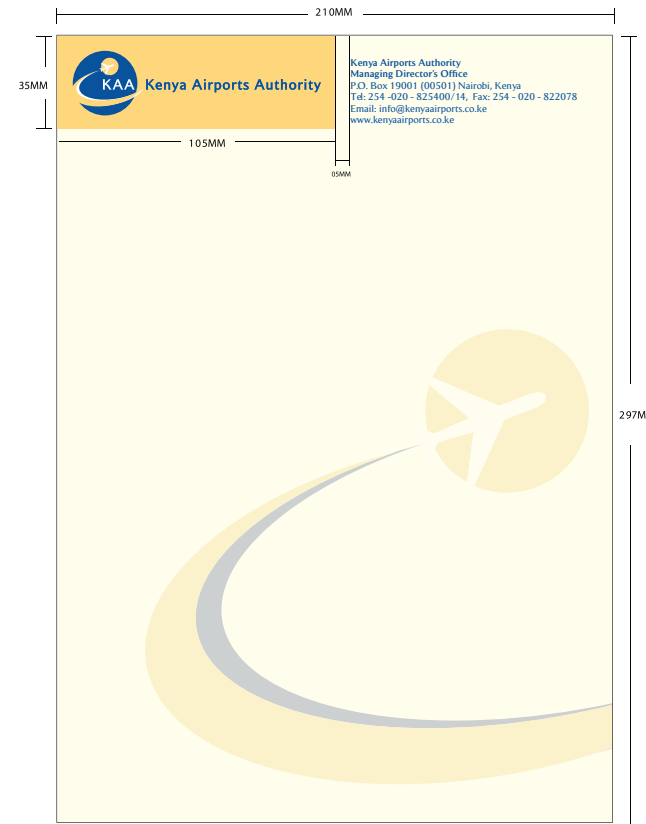 210MM
35MM
KAA
Kenya Airports Authority
Kenya Airports Authority
Managing Director's Office
P.O. Box 19001 (00501) Nairobi, Kenya
Tel: 254 -020 - 825400/14, Fax: 254 - 020 - 822078
Email: info@kenyaairports.co.ke
www.kenyaairports.co.ke
105MM
05MM
297M